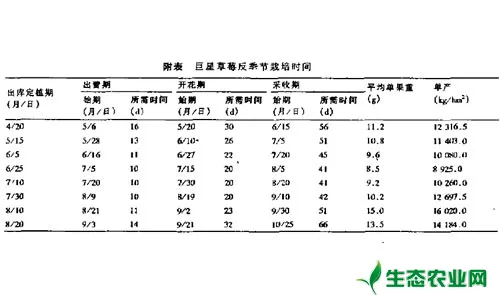 附表 巨星草莓反季节栽培时间
出库定植期 (月/日) 出蕾期 开花期 采收期 平均单果重 (g) 单产 (kg/hm²)
始期 (月/日) 所需时间 (d) 始期 (月/日) 所需时间 (d) 始期 (月/日) 所需时间 (d)
4/20 5/6 16 5/20 30 6/15 56 11.2 12 316.5
5/15 5/28 13 6/10 26 7/5 51 10.8 11 403.0
6/5 6/16 11 6/27 22 7/20 45 9.6 10 080.0
6/25 7/5 10 7/15 20 8/5 41 8.5 8 925.0
7/10 7/20 10 7/30 20 8/20 41 9.2 10 260.0
7/30 8/9 10 8/19 20 9/10 42 10.2 12 697.5
8/10 8/21 11 9/2 23 9/30 51 15.0 16 020.0
8/20 9/3 14 9/21 32 10/25 66 13.5 14 184.0
生态农业网